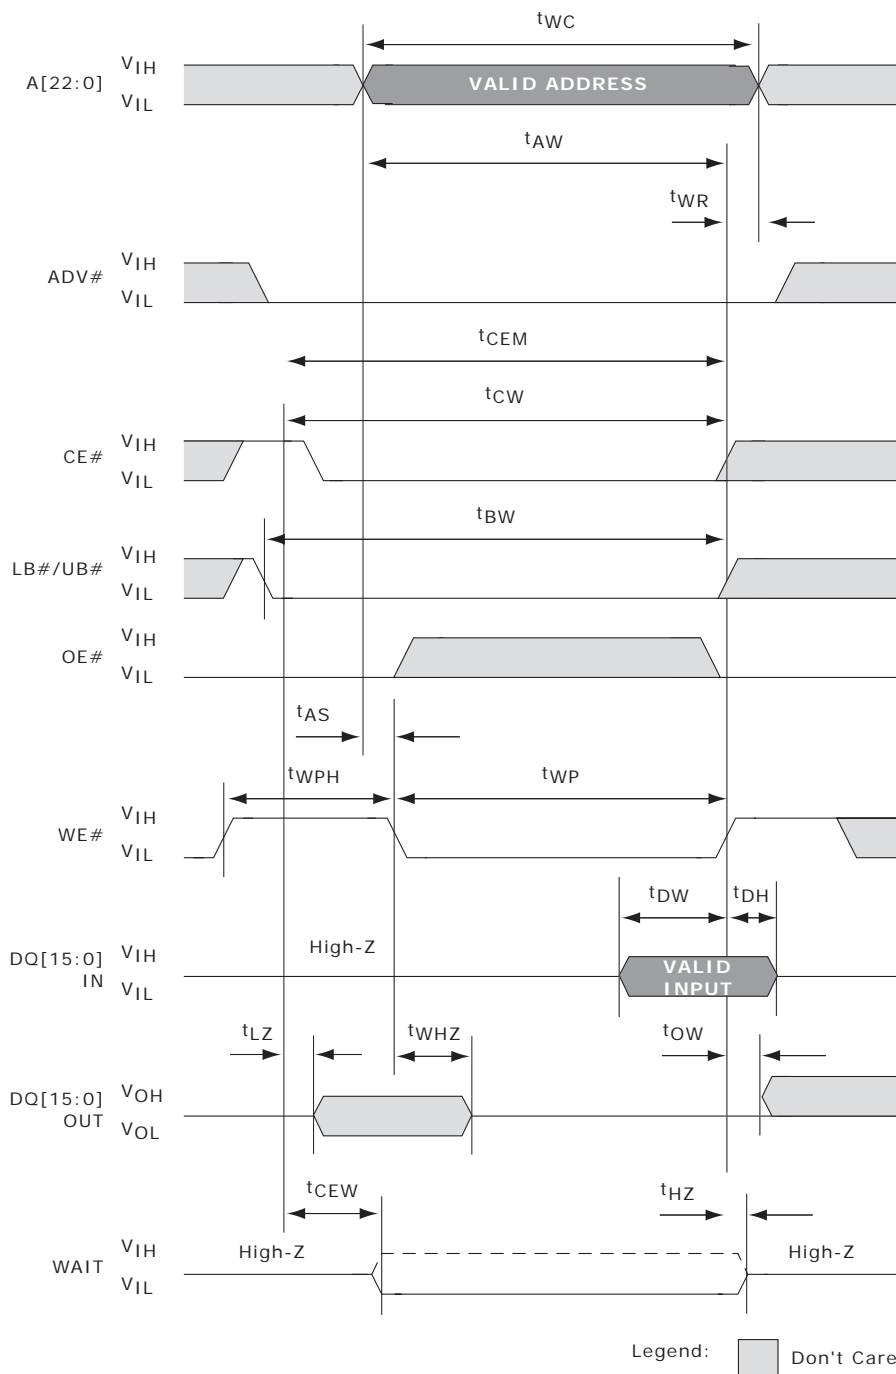 tWC
A[22:0] VIH
VIL
VALID ADDRESS
tAW
tWR
ADV# VIH
VIL
tCEM
tCW
CE# VIH
VIL
tBW
LB#/UB# VIH
VIL
OE# VIH
VIL
tAS
tWPH tWP
WE# VIH
VIL
tDW tDH
DQ[15:0] VIH High-Z VALID
IN VIL INPUT
tLZ tWHZ tOW
DQ[15:0] VOH
OUT VOL
tCEW tHZ
WAIT VIH High-Z High-Z
VIL
Legend: Don't Care